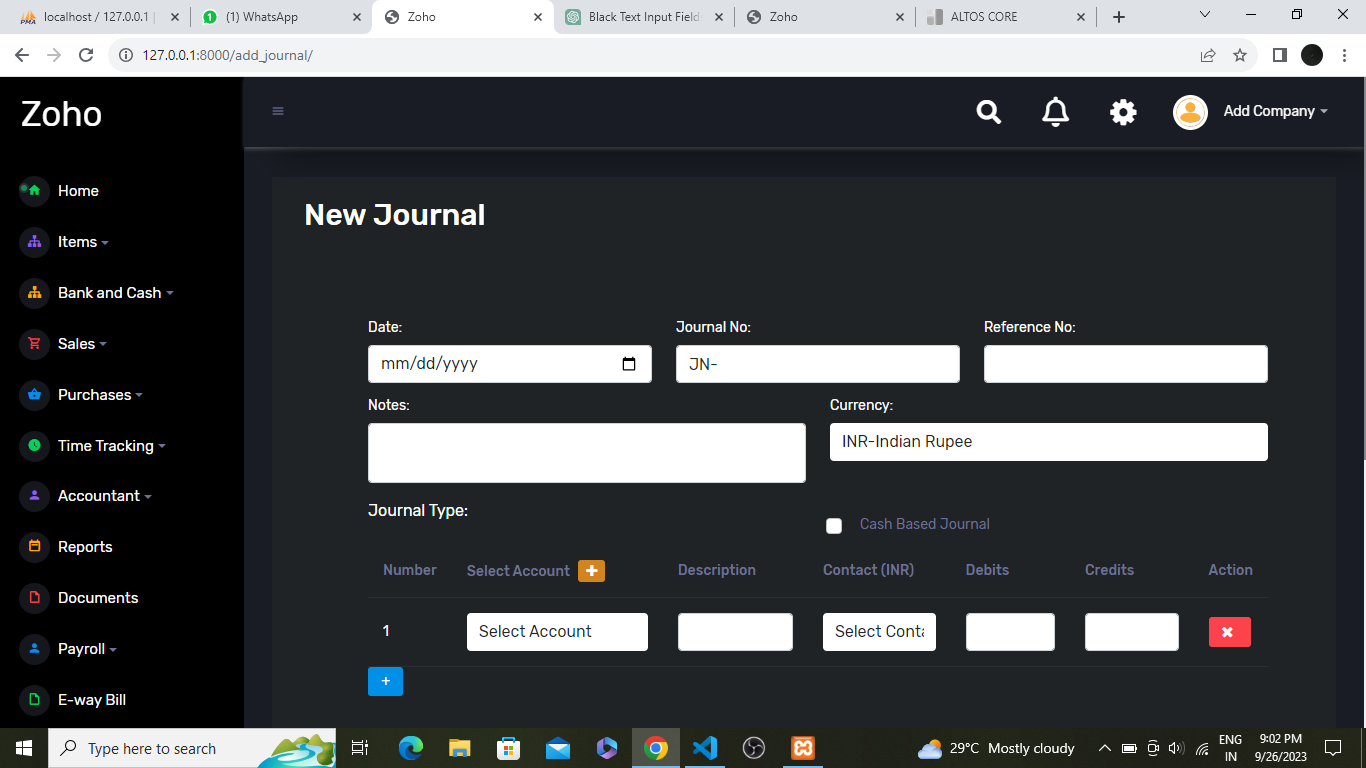 localhost / 127.0.0.1 |
(1) WhatsApp
Zoho
Black Text Input Field
Zoho
ALTOS CORE
127.0.0.1:8000/add_journal/
Zoho
Add Company
Home
Items
Bank and Cash
Sales
Purchases
Time Tracking
Accountant
Reports
Documents
Payroll
E-way Bill
New Journal
Date:
Journal No:
Reference No:
mm/dd/yyyy
JN-
Notes:
Currency:
INR-Indian Rupee
Journal Type:
Cash Based Journal
Number
Select Account
Description
Contact (INR)
Debits
Credits
Action
1
Select Account
Select Conta
+
Type here to search
29°C Mostly cloudy
ENG
IN
9:02 PM
9/26/2023